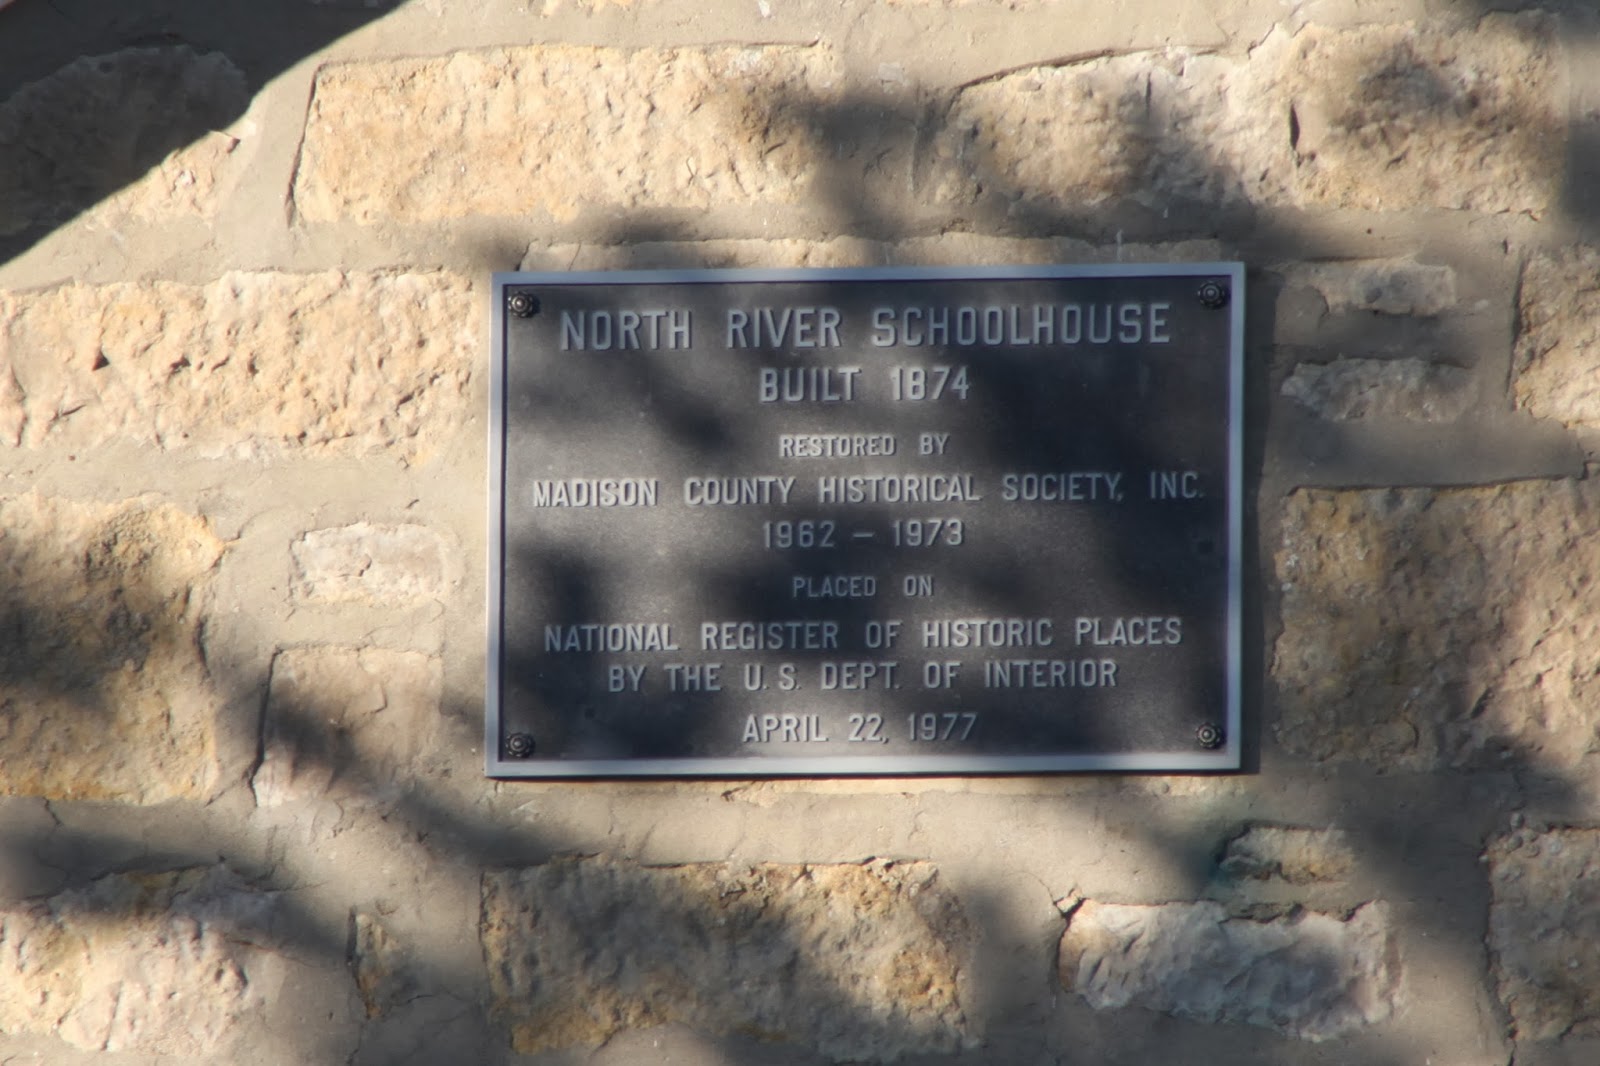 NORTH RIVER SCHOOLHOUSE
BUILT 1874
RESTORED BY
MADISON COUNTY HISTORICAL SOCIETY, INC.
1962 – 1973
PLACED ON
NATIONAL REGISTER OF HISTORIC PLACES
BY THE U.S. DEPT. OF INTERIOR
APRIL 22, 1977